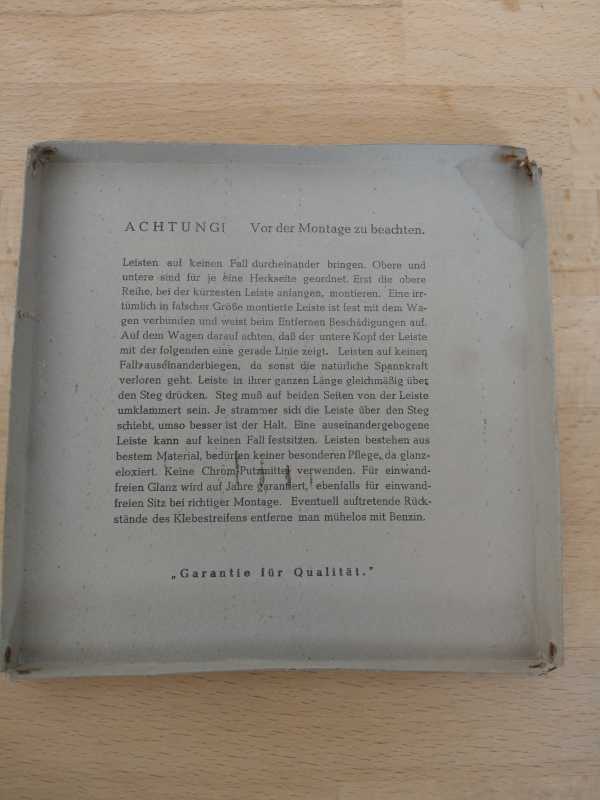 ACHTUNG! Vor der Montage zu beachten.
Leisten auf keinen Fall durcheinander bringen. Obere und
untere sind für je eine Heckseite geordnet. Erst die obere
Reihe, bei der kürzesten Leiste anfangen, montieren. Eine irr-
tümlich in falscher Größe montierte Leiste ist fest mit dem Wa-
gen verbunden und weist beim Entfernen Beschädigungen auf.
Auf dem Wagen darauf achten, daß der untere Kopf der Leiste
mit der folgenden eine gerade Linie zeigt. Leisten auf keinen
Fall auseinanderbiegen, da sonst die natürliche Spannkraft
verloren geht. Leiste in ihrer ganzen Länge gleichmäßig über
den Steg drücken. Steg muß auf beiden Seiten von der Leiste
umklammert sein. Je strammer sich die Leiste über den Steg
schiebt, umso besser ist der Halt. Eine auseinandergebogene
Leiste kann auf keinen Fall festsitzen. Leisten bestehen aus
bestem Material, bedürfen keiner besonderen Pflege, da glanz-
eloxiert. Keine Chrom-Putzmittel verwenden. Für einwand-
freien Glanz wird auf Jahre garantiert, ebenfalls für einwand-
freien Sitz bei richtiger Montage. Eventuell auftretende Rück-
stände des Klebestreifens entferne man mühelos mit Benzin.
„Garantie für Qualität."